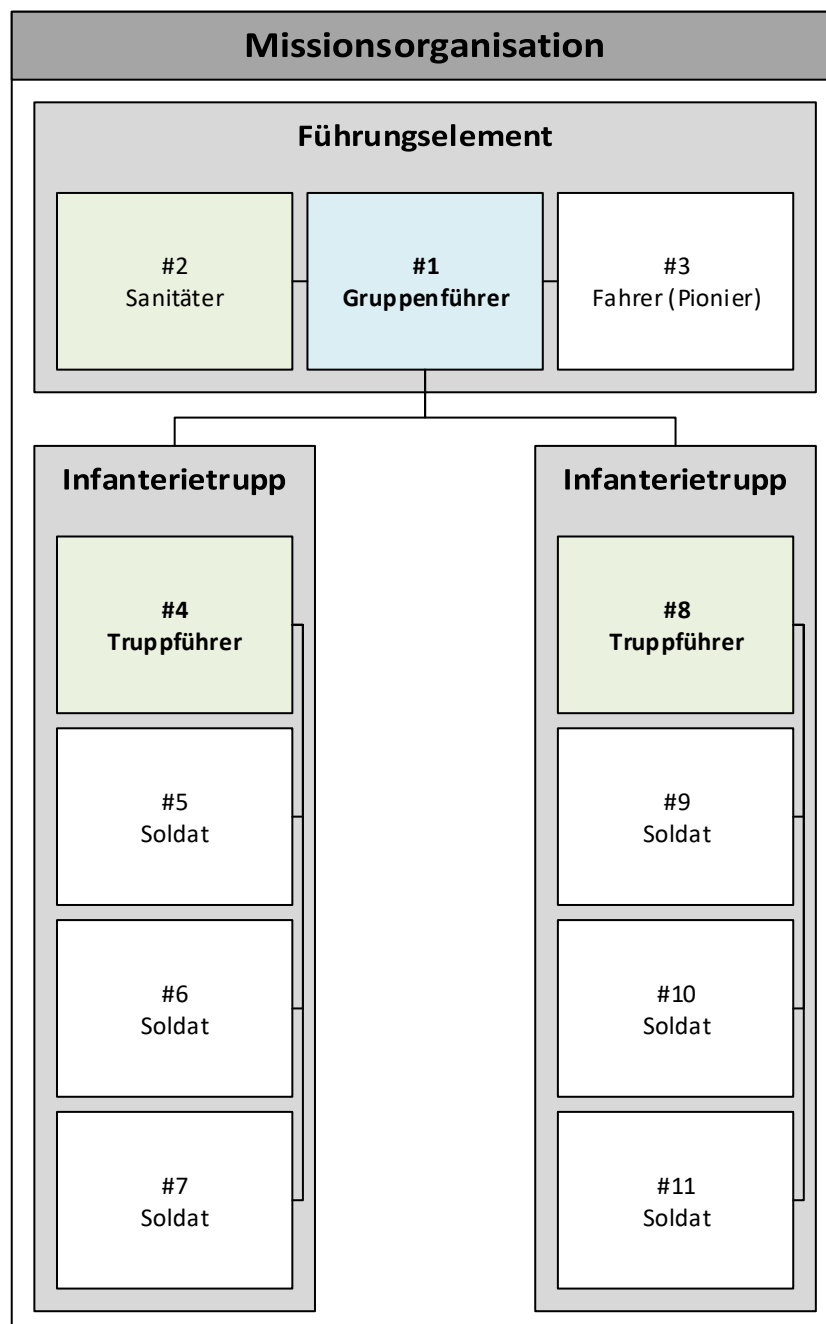 Missionsorganisation
Führungselement
#2
Sanitäter
#1
Gruppenführer
#3
Fahrer (Pionier)
Infanterietrupp
#4
Truppführer
#5
Soldat
#6
Soldat
#7
Soldat
Infanterietrupp
#8
Truppführer
#9
Soldat
#10
Soldat
#11
Soldat